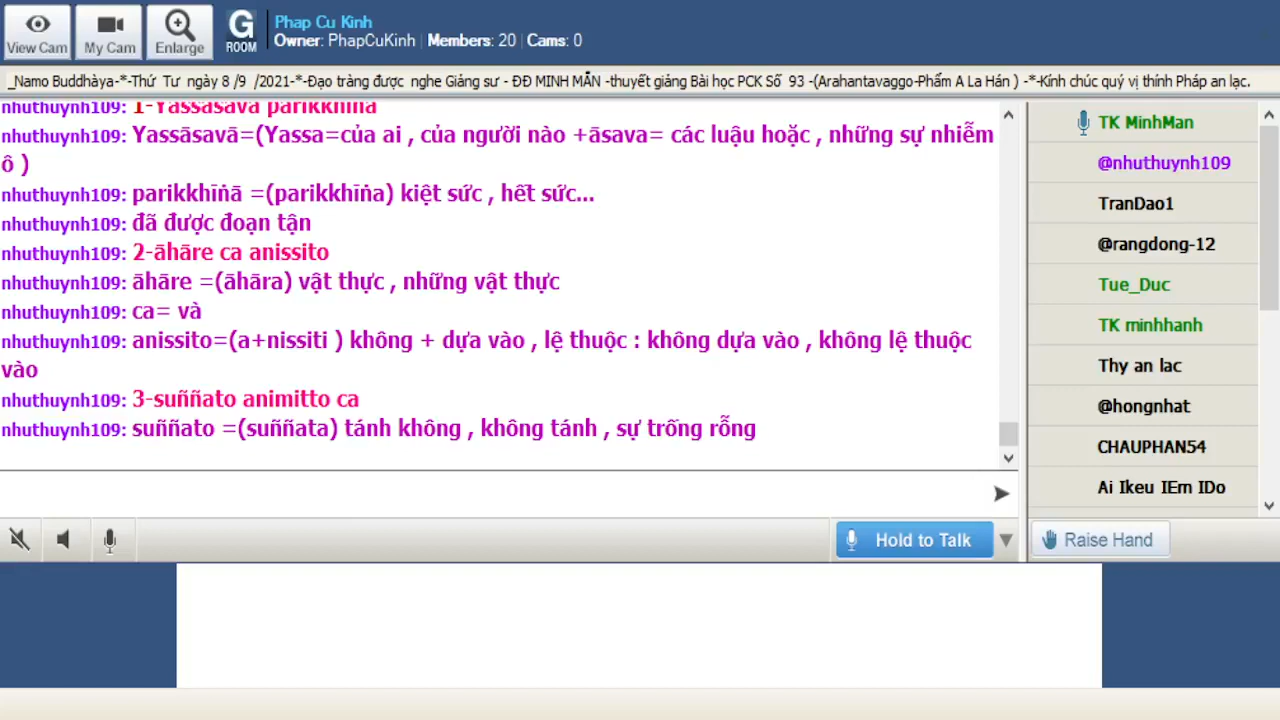 View Cam
My Cam
Enlarge
G
ROOM
Phap Cu Kinh
Owner: PhapCuKinh | Members: 20 | Cams: 0
_Namo Buddhàya-*-Thứ Tư ngày 8 /9 /2021-*-Đạo tràng được nghe Giảng sư - ĐĐ MINH MẪN -thuyết giảng Bài học PCK Số 93 -(Arahantavaggo-Phẩm A La Hán ) -*-Kính chúc quý vị thính Pháp an lạc.
nhuthuynh109: 1-Yassāsavā parikkhīṅā
nhuthuynh109: Yassāsavā=(Yassa=của ai , của người nào +āsava= các luậu hoặc , những sự nhiễm
ô )
nhuthuynh109: parikkhīṅā =(parikkhīṅa) kiệt sức , hết sức...
nhuthuynh109: đã được đoạn tận
nhuthuynh109: 2-āhāre ca anissito
nhuthuynh109: āhāre =(āhāra) vật thực , những vật thực
nhuthuynh109: ca= và
nhuthuynh109: anissito=(a+nissiti ) không + dựa vào , lệ thuộc : không dựa vào , không lệ thuộc
vào
nhuthuynh109: 3-suññato animitto ca
nhuthuynh109: suññato =(suññata) tánh không , không tánh , sự trống rỗng
TK MinhMan
@nhuthuynh109
TranDao1
@rangdong-12
Tue_Duc
TK minhhanh
Thy an lac
@hongnhat
CHAUPHAN54
Ai Ikeu IEm IDo
Hold to Talk
Raise Hand